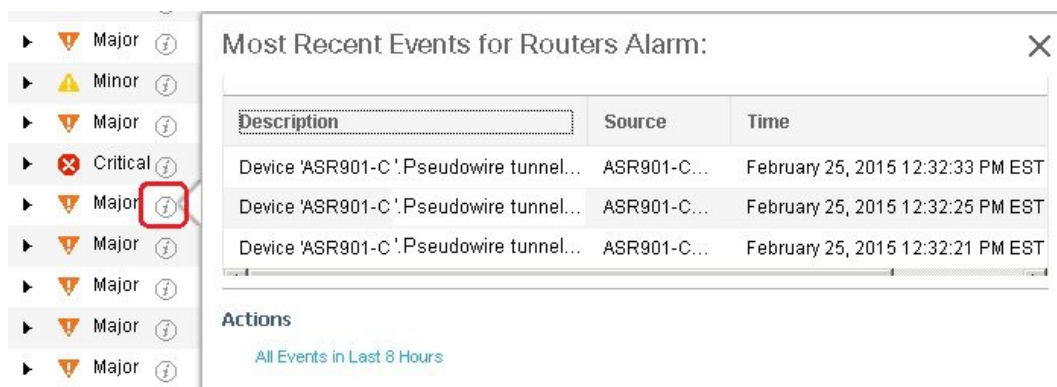 Major
Minor
Major
Critical
Major
Major
Major
Major
Major
Most Recent Events for Routers Alarm:
Description Source Time
Device 'ASR901-C '.Pseudowire tunnel... ASR901-C... February 25, 2015 12:32:33 PM EST
Device 'ASR901-C '.Pseudowire tunnel... ASR901-C... February 25, 2015 12:32:25 PM EST
Device 'ASR901-C '.Pseudowire tunnel... ASR901-C... February 25, 2015 12:32:21 PM EST
Actions
All Events in Last 8 Hours